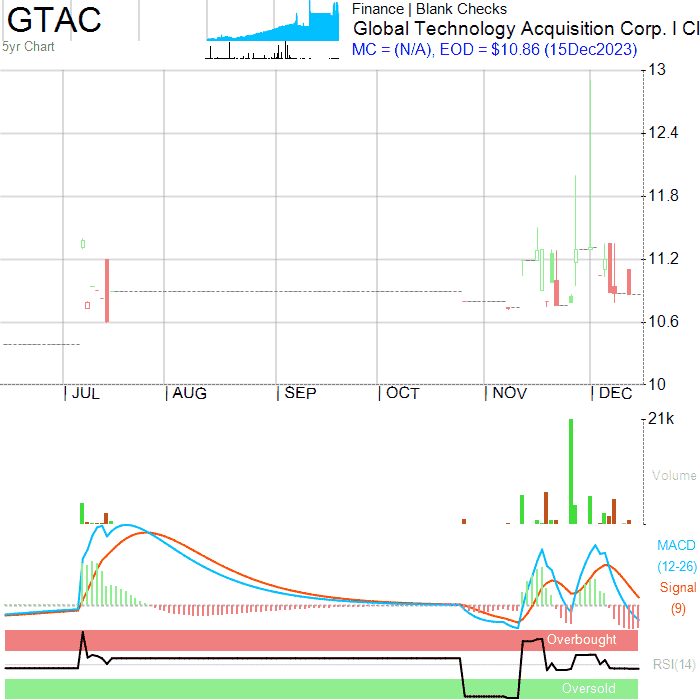 GTAC
5yr Chart
Finance | Blank Checks
Global Technology Acquisition Corp. I Cl
MC = (N/A), EOD = $10.86 (15Dec2023)
13
12.4
11.8
11.2
10.6
10
| JUL | AUG | SEP | OCT | NOV | DEC
21k
Volume
MACD
(12-26)
Signal
(9)
Overbought
RSI(14)
Oversold